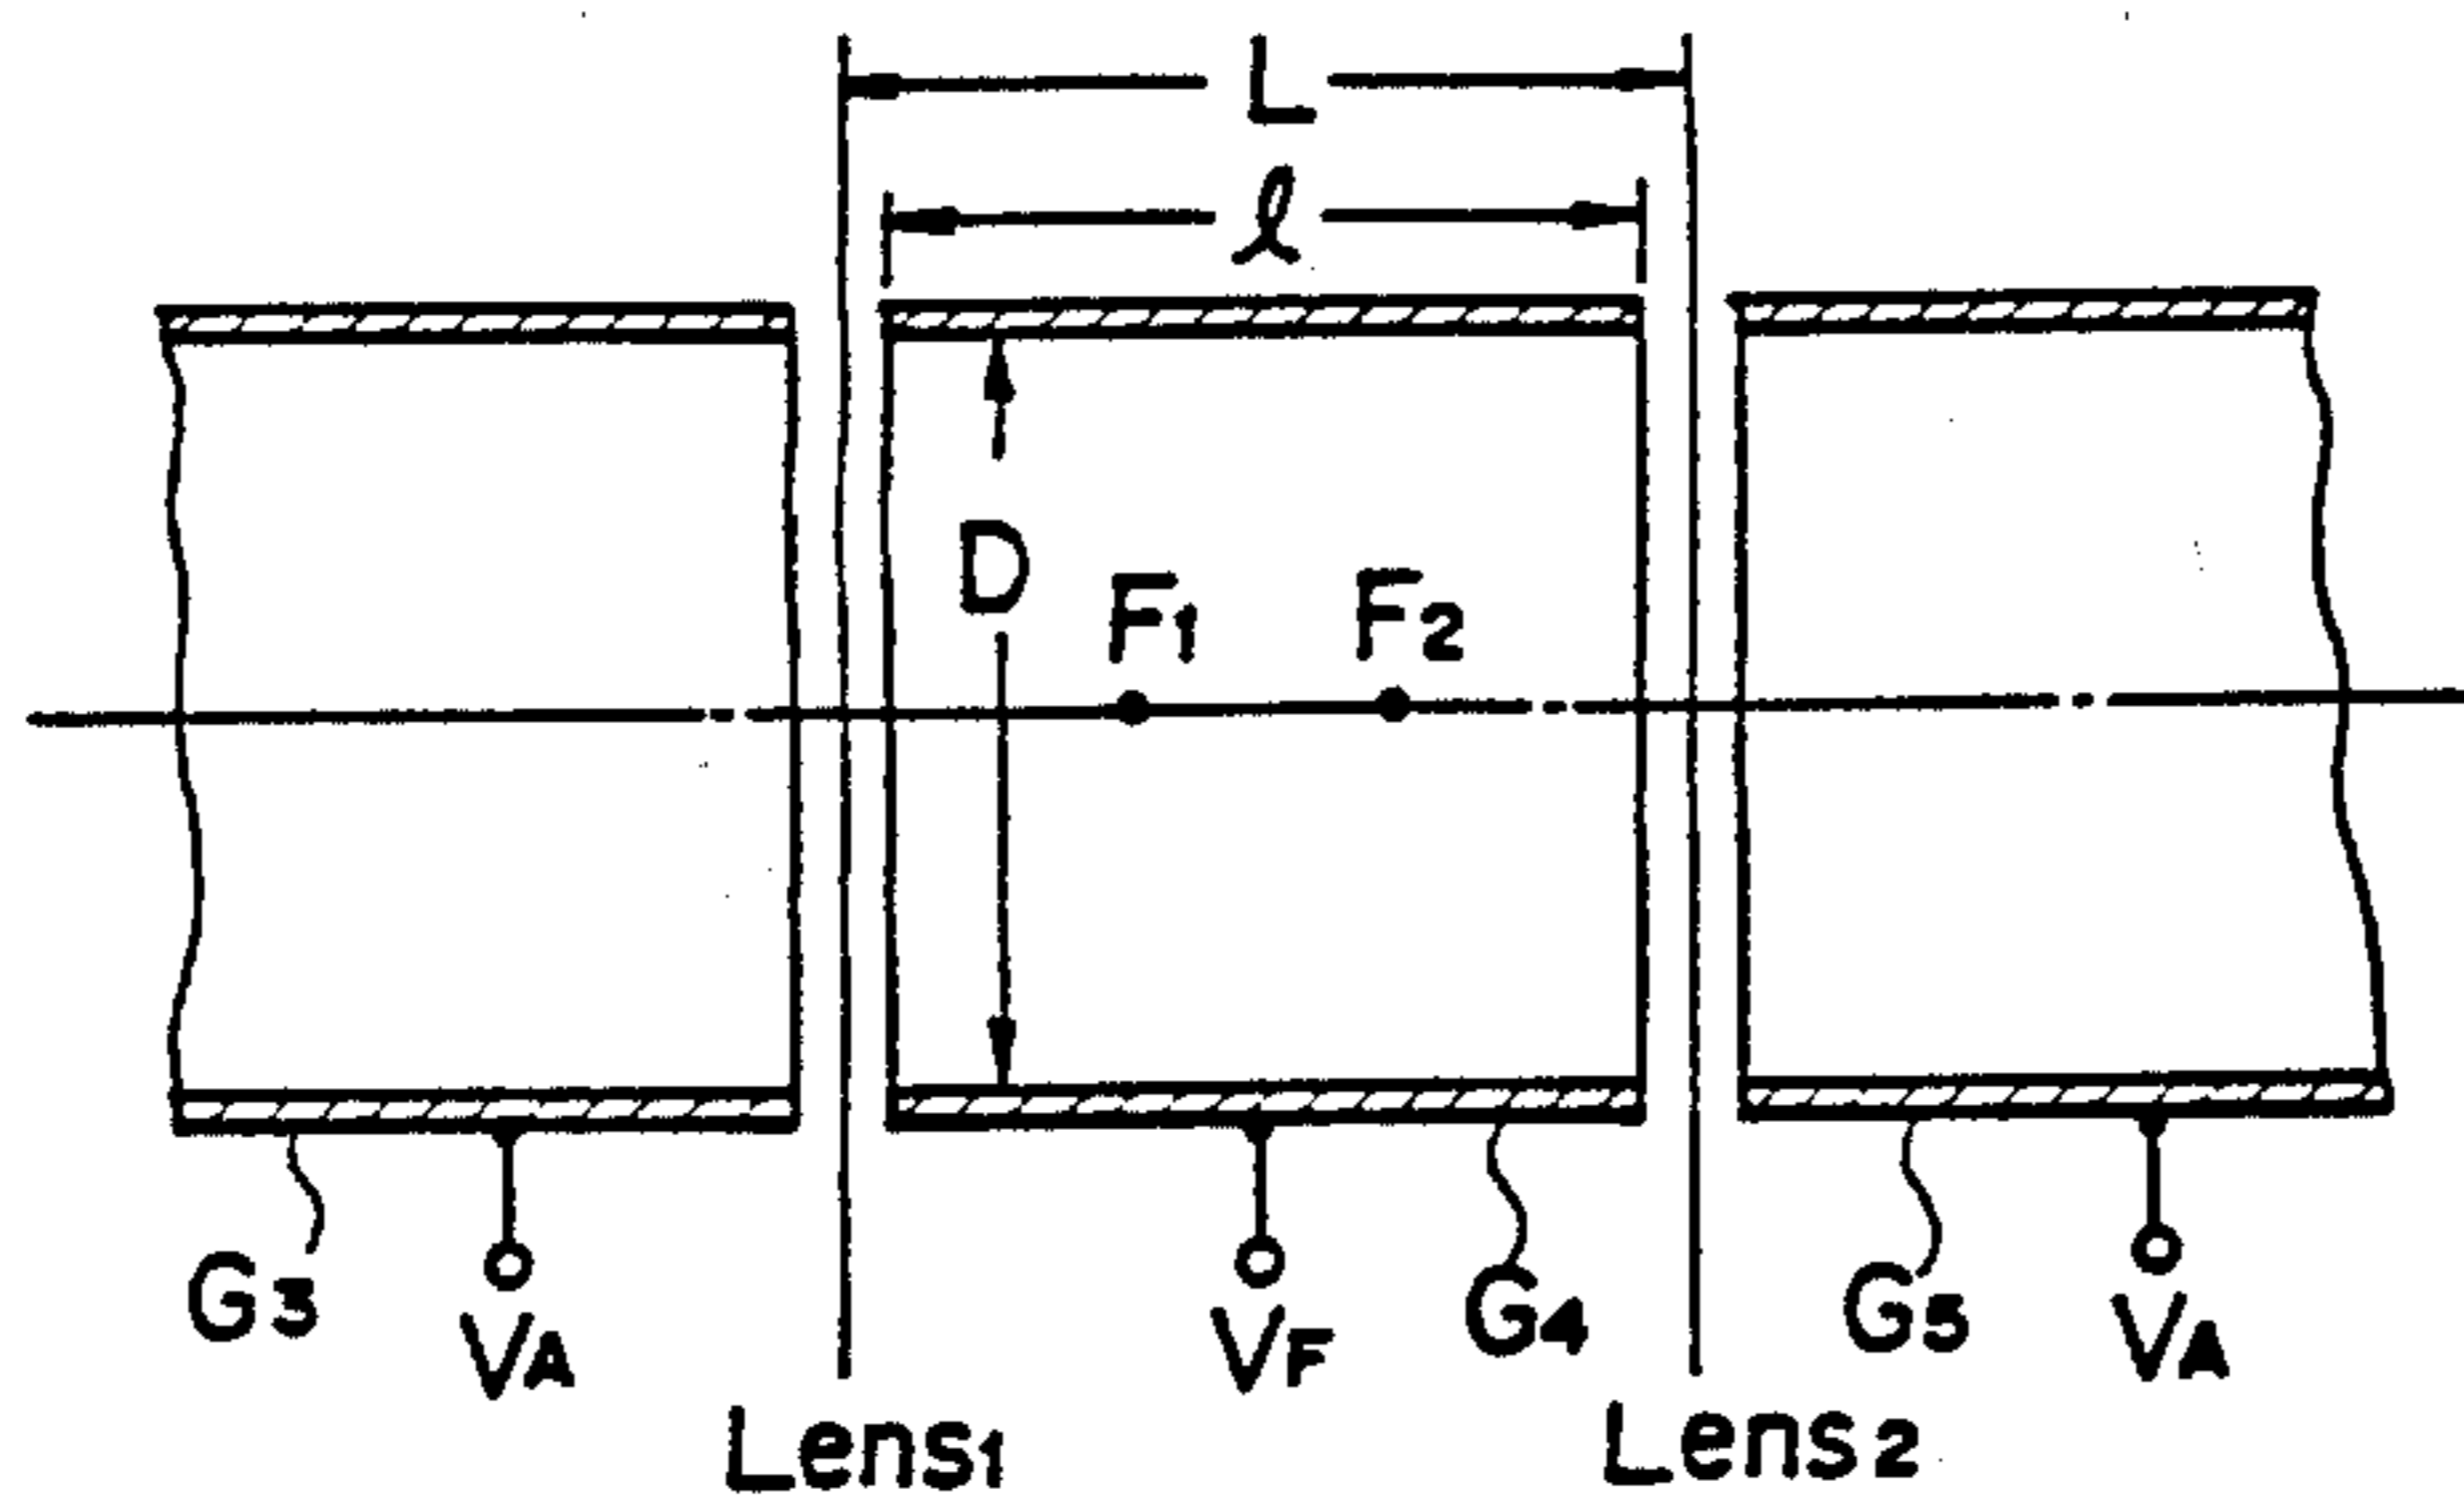 L
ℓ
D
F1 F2
G3 VA VF G4 G5 VA
Lens1 Lens2